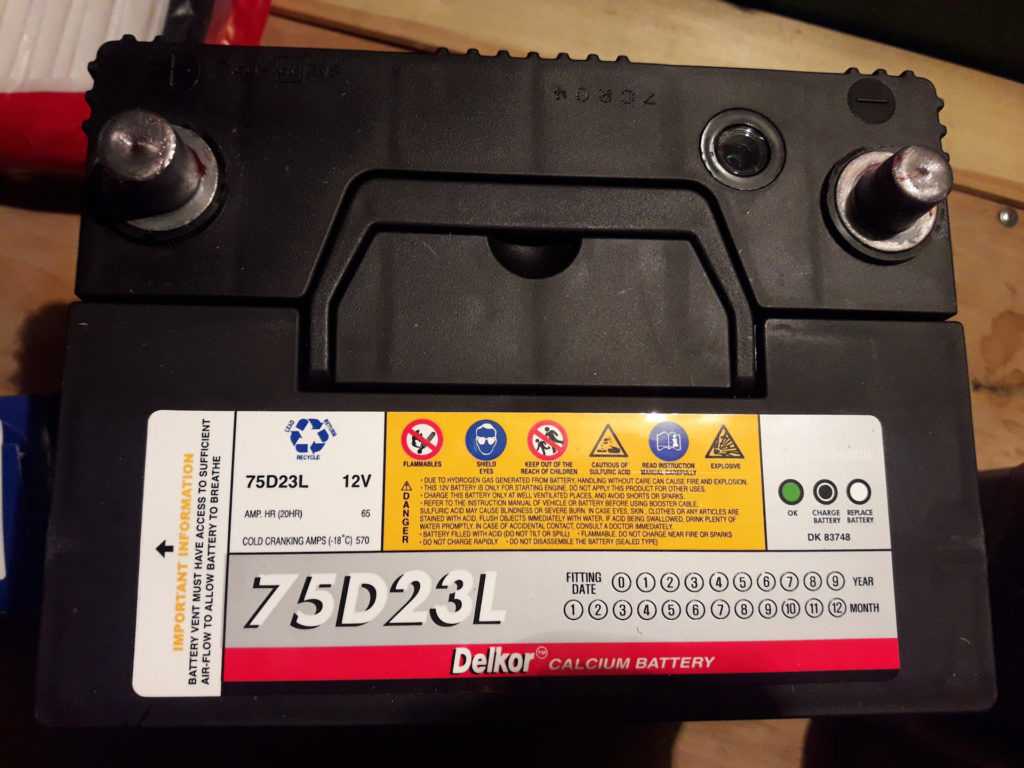 7CRO4
IMPORTANT INFORMATION
BATTERY VENT MUST HAVE ACCESS TO SUFFICIENT
AIR-FLOW TO ALLOW BATTERY TO BREATHE
LEAD RETURN
RECYCLE
75D23L 12V
AMP. HR (20HR) 65
COLD CRANKING AMPS (-18°C) 570
FLAMMABLES
SHIELD
EYES
KEEP OUT OF THE
REACH OF CHILDREN
CAUTIOUS OF
SULFURIC ACID
READ INSTRUCTION
MANUAL CAREFULLY
EXPLOSIVE
DANGER
• DUE TO HYDROGEN GAS GENERATED FROM BATTERY, HANDLING WITHOUT CARE CAN CAUSE FIRE AND EXPLOSION.
• THIS 12V BATTERY IS ONLY FOR STARTING ENGINE. DO NOT APPLY THIS PRODUCT FOR OTHER USES.
• CHARGE THIS BATTERY ONLY AT WELL VENTILATED PLACES, AND AVOID SHORTS OR SPARKS.
• REFER TO THE INSTRUCTION MANUAL OF VEHICLE OR BATTERY BEFORE USING BOOSTER CABLE.
SULFURIC ACID MAY CAUSE BLINDNESS OR SEVERE BURN. IN CASE EYES, SKIN, CLOTHES OR ANY ARTICLES ARE
STAINED WITH ACID, FLUSH OBJECTS IMMEDIATELY WITH WATER. IF ACID BEING SWALLOWED, DRINK PLENTY OF
WATER PROMPTLY. IN CASE OF ACCIDENTAL CONTACT, CONSULT A DOCTOR IMMEDIATELY.
• BATTERY FILLED WITH ACID (DO NOT TILT OR SPILL) • FLAMMABLE. DO NOT CHARGE NEAR FIRE OR SPARKS
• DO NOT CHARGE RAPIDLY • DO NOT DISASSEMBLE THE BATTERY (SEALED TYPE)
OK
CHARGE
BATTERY
REPLACE
BATTERY
DK 83748
75D23L
FITTING
DATE
0 1 2 3 4 5 6 7 8 9 YEAR
1 2 3 4 5 6 7 8 9 10 11 12 MONTH
Delkor™ CALCIUM BATTERY